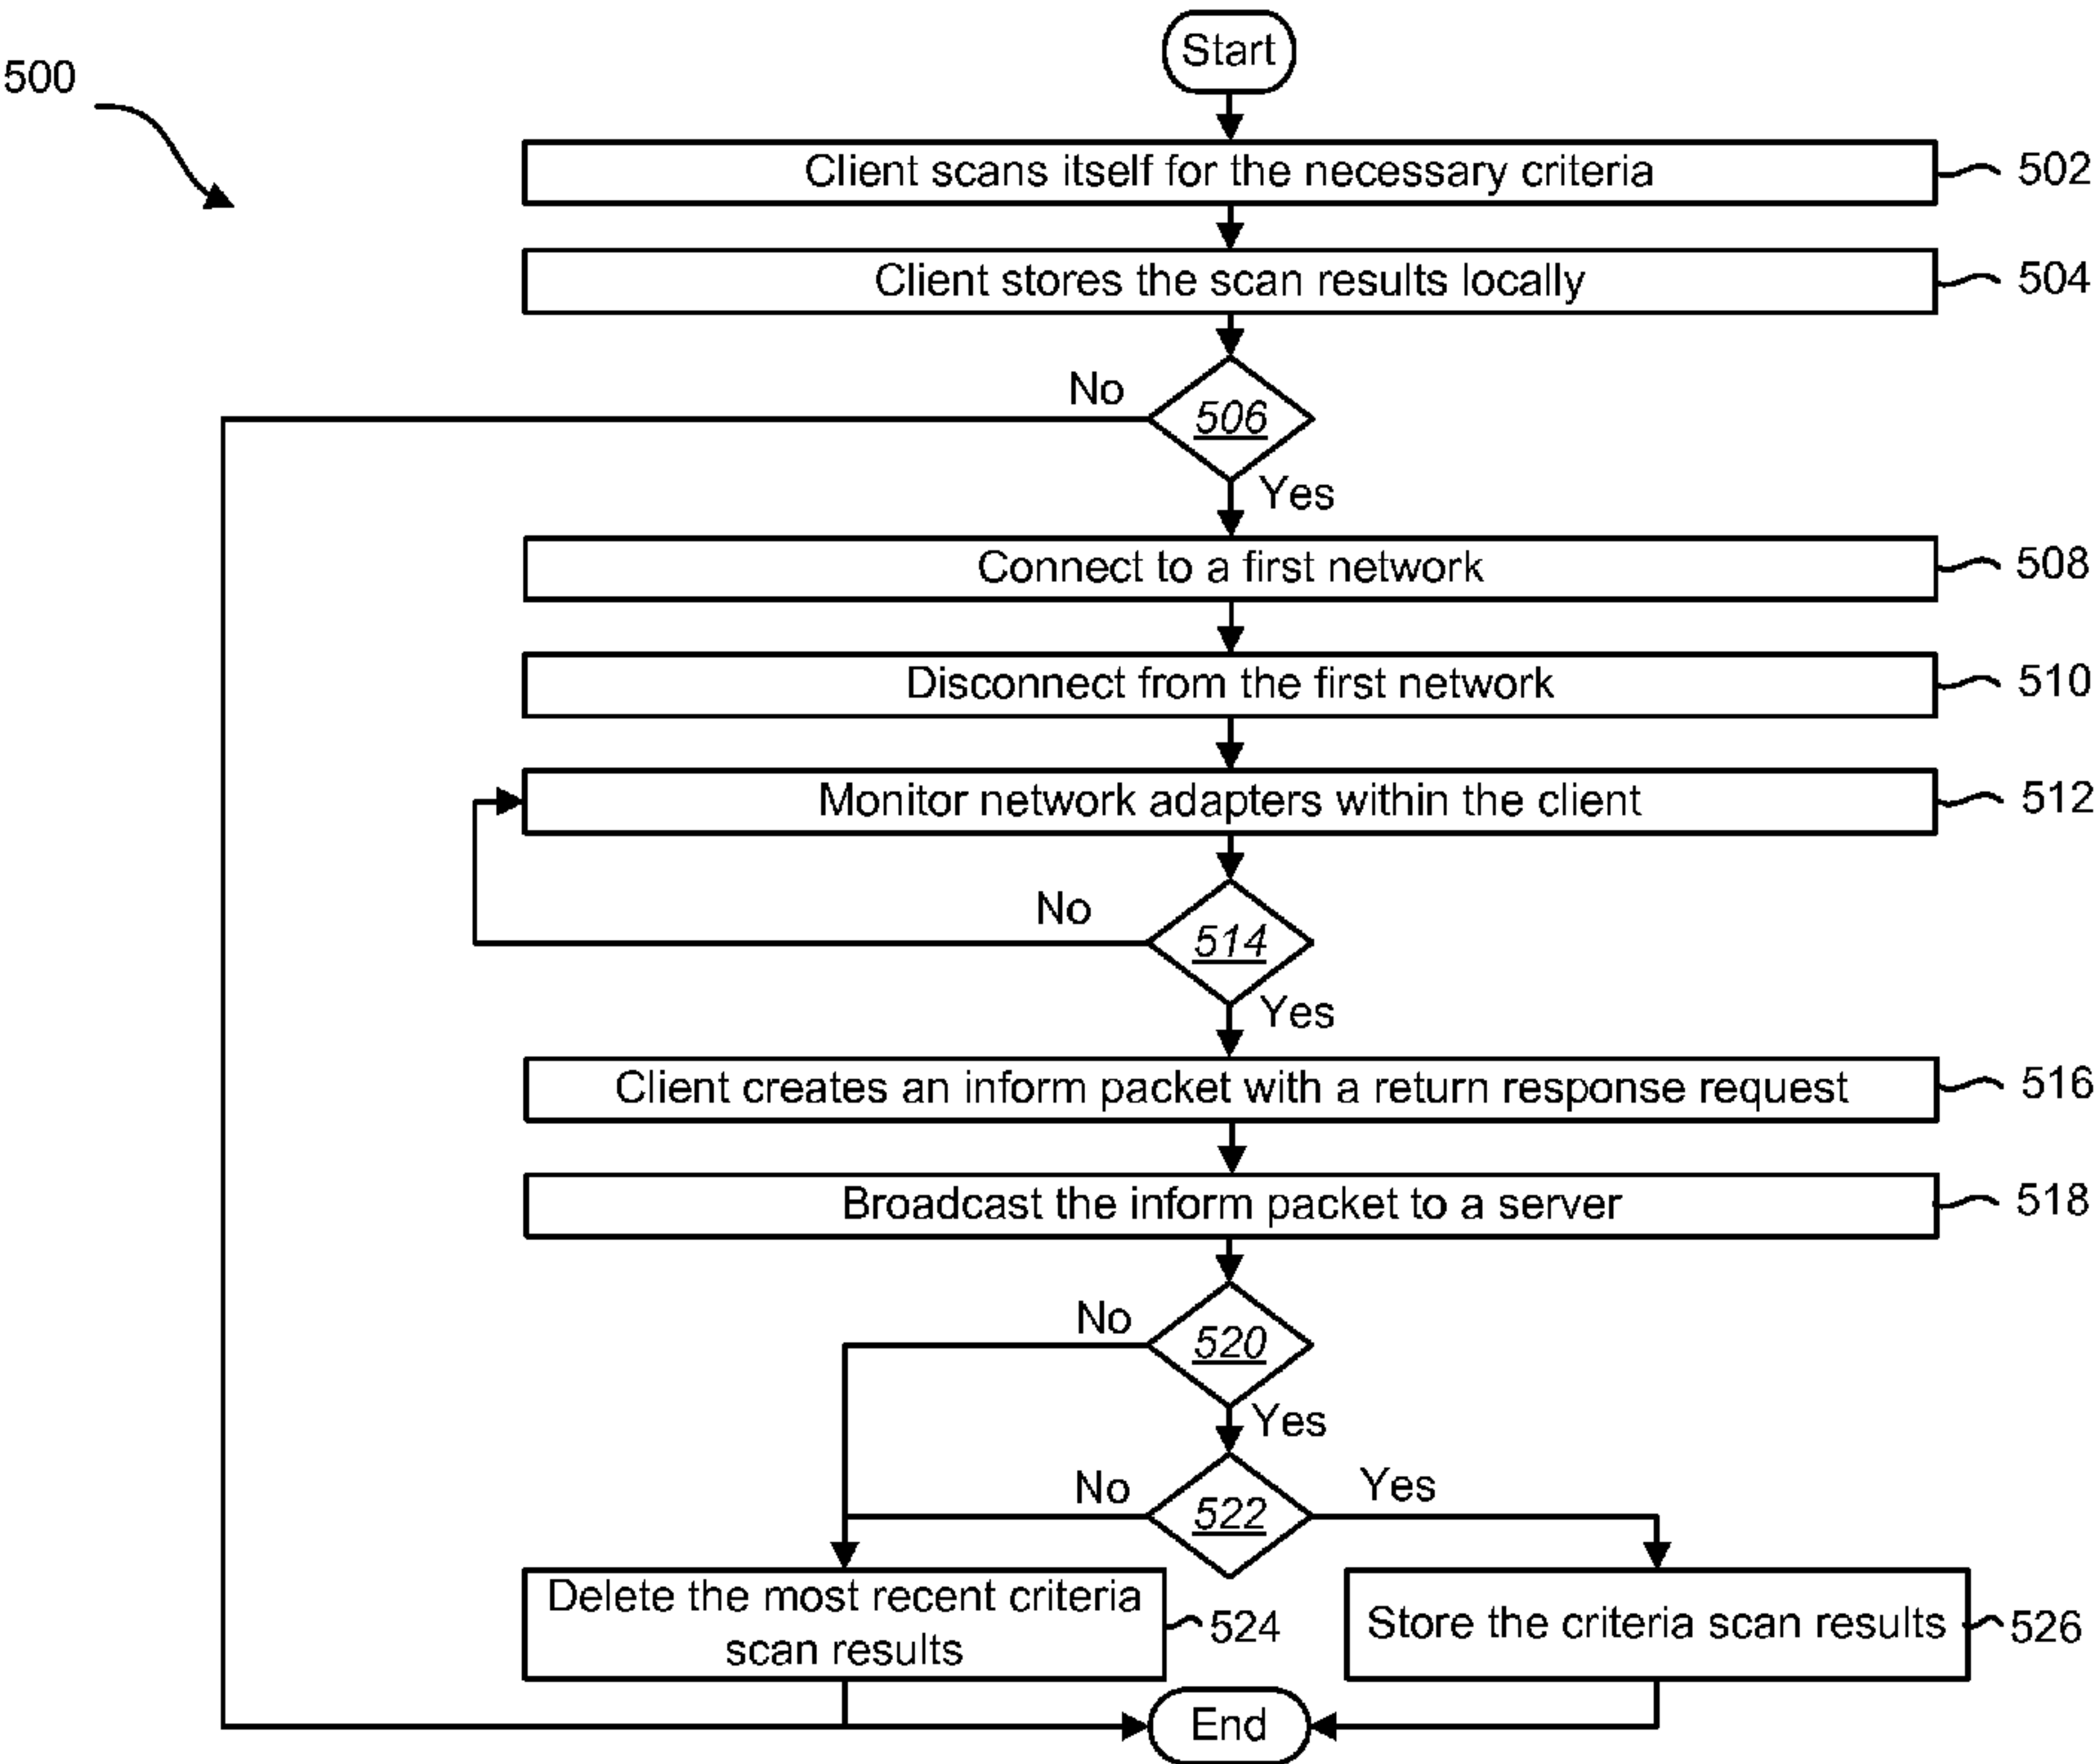 Start
500
Client scans itself for the necessary criteria
502
Client stores the scan results locally
504
No
506
Yes
Connect to a first network
508
Disconnect from the first network
510
Monitor network adapters within the client
512
No
514
Yes
Client creates an inform packet with a return response request
516
Broadcast the inform packet to a server
518
No
520
Yes
No
522
Yes
Delete the most recent criteria
scan results
524
Store the criteria scan results
526
End